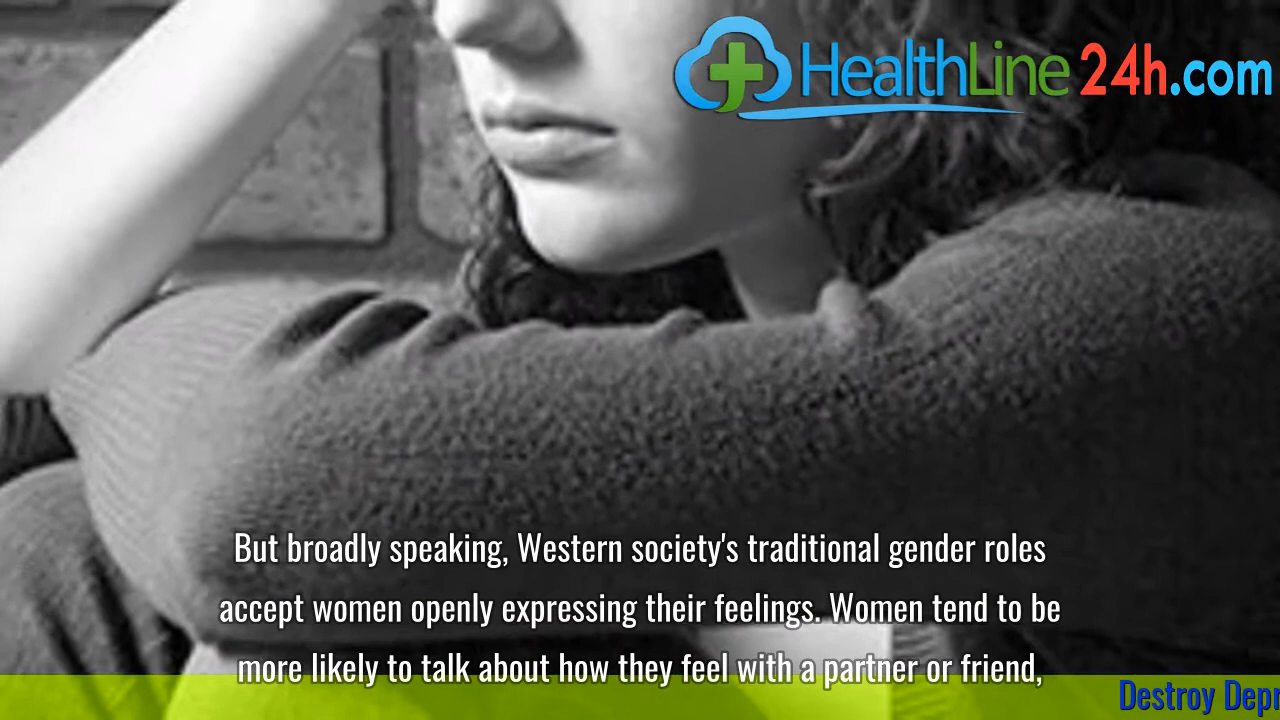 HealthLine24h.com
But broadly speaking, Western society's traditional gender roles
accept women openly expressing their feelings. Women tend to be
more likely to talk about how they feel with a partner or friend,
Destroy